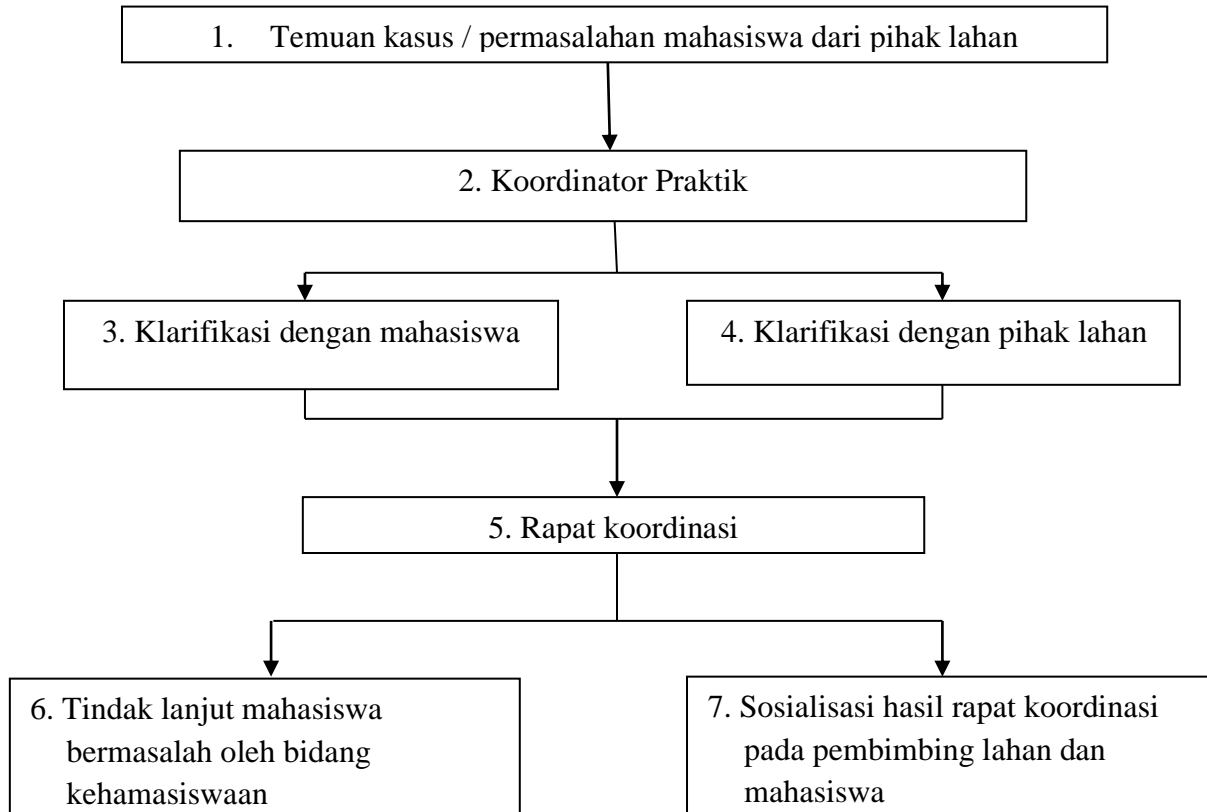 1. Temuan kasus / permasalahan mahasiswa dari pihak lahan
2. Koordinator Praktik
3. Klarifikasi dengan mahasiswa
4. Klarifikasi dengan pihak lahan
5. Rapat koordinasi
6. Tindak lanjut mahasiswa
bermasalah oleh bidang
kehamasiswaan
7. Sosialisasi hasil rapat koordinasi
pada pembimbing lahan dan
mahasiswa